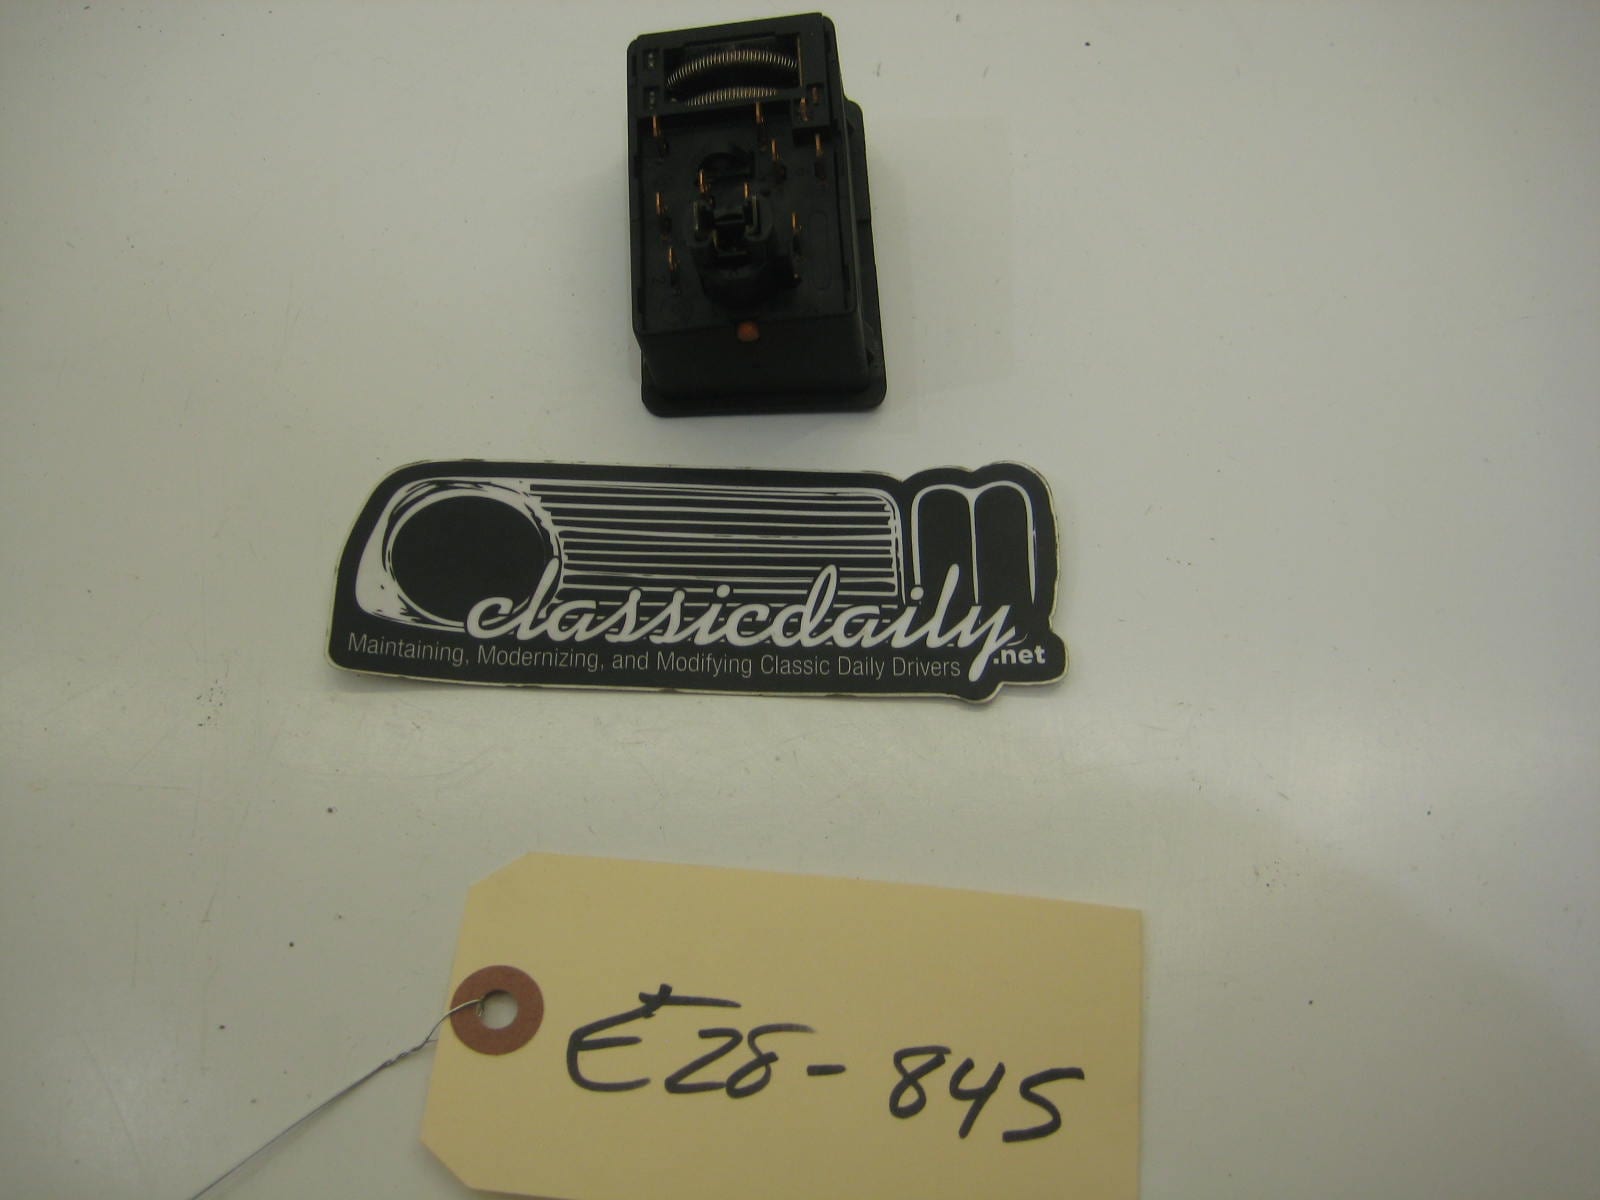 classicdaily
.net
Maintaining, Modernizing, and Modifying Classic Daily Drivers
E28-845